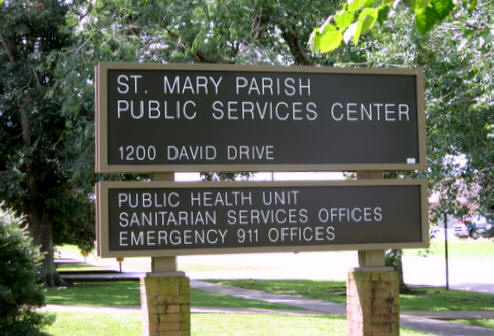 ST. MARY PARISH
PUBLIC SERVICES CENTER
1200 DAVID DRIVE
PUBLIC HEALTH UNIT
SANITARIAN SERVICES OFFICES
EMERGENCY 911 OFFICES